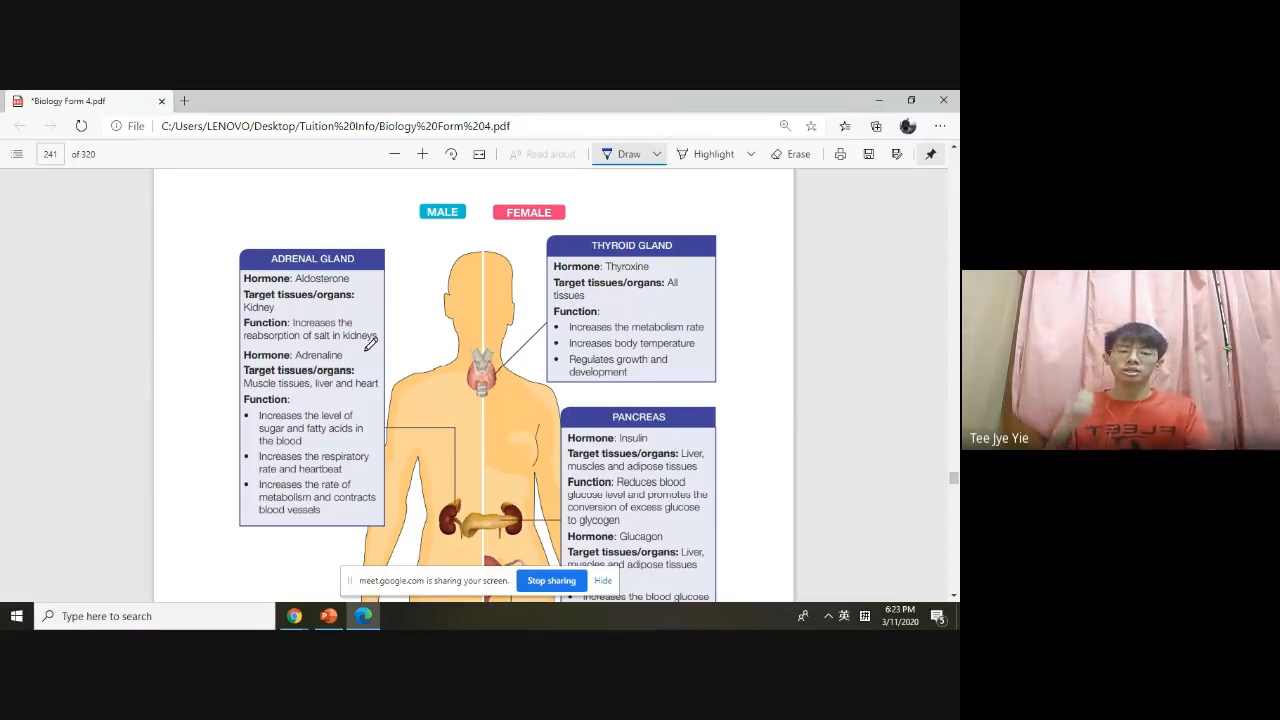 *Biology Form 4.pdf
File
C:/Users/LENOVO/Desktop/Tuition%20Info/Biology%20Form%204.pdf
241
of 320
Read aloud
Draw
Highlight
Erase
MALE
FEMALE
ADRENAL GLAND
Hormone: Aldosterone
Target tissues/organs:
Kidney
Function: Increases the
reabsorption of salt in kidneys
Hormone: Adrenaline
Target tissues/organs:
Muscle tissues, liver and heart
Function:
• Increases the level of
sugar and fatty acids in
the blood
• Increases the respiratory
rate and heartbeat
• Increases the rate of
metabolism and contracts
blood vessels
THYROID GLAND
Hormone: Thyroxine
Target tissues/organs: All
tissues
Function:
• Increases the metabolism rate
• Increases body temperature
• Regulates growth and
development
PANCREAS
Hormone: Insulin
Target tissues/organs: Liver,
muscles and adipose tissues
Function: Reduces blood
glucose level and promotes the
conversion of excess glucose
to glycogen
Hormone: Glucagon
Target tissues/organs: Liver,
muscles and adipose tissues
Increases the blood glucose
meet.google.com is sharing your screen.
Stop sharing
Hide
Type here to search
英
6:23 PM
3/11/2020
5
Tee Jye Yie